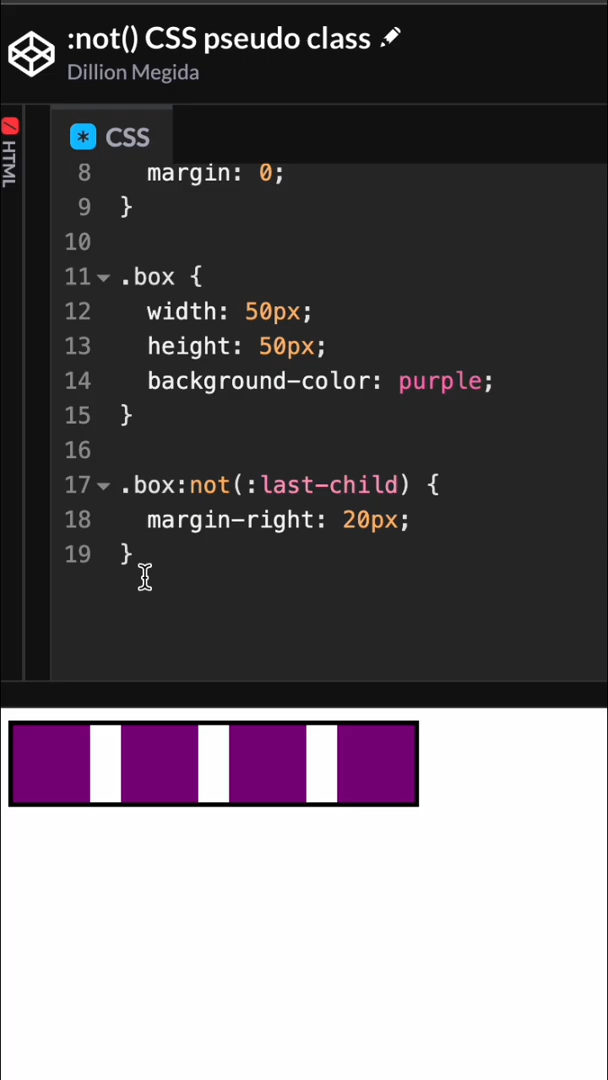 :not() CSS pseudo class
Dillion Megida
HTML
* CSS
8 margin: 0;
9 }
10
11 .box {
12 width: 50px;
13 height: 50px;
14 background-color: purple;
15 }
16
17 .box:not(:last-child) {
18 margin-right: 20px;
19 }